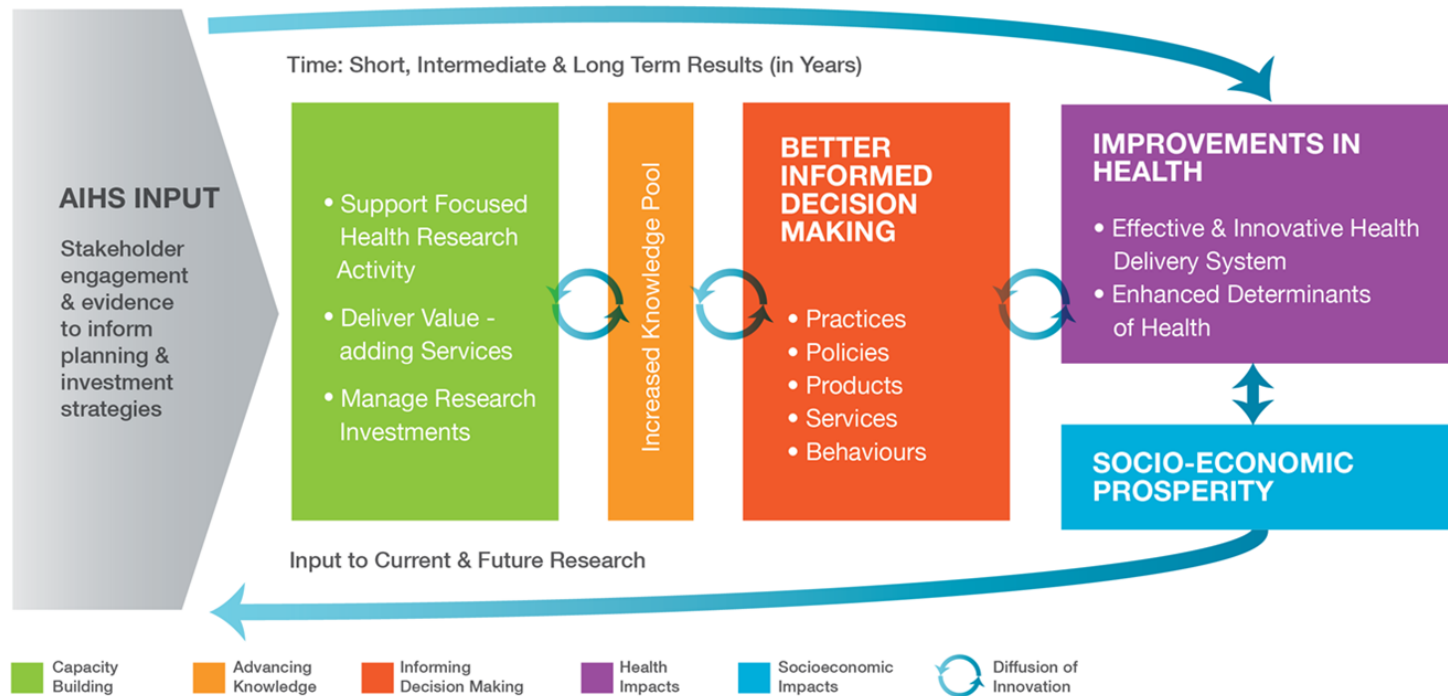 Time: Short, Intermediate & Long Term Results (in Years)
AIHS INPUT
Stakeholder
engagement
& evidence
to inform
planning &
investment
strategies
• Support Focused
Health Research
Activity
• Deliver Value -
adding Services
• Manage Research
Investments
Increased Knowledge Pool
BETTER
INFORMED
DECISION
MAKING
• Practices
• Policies
• Products
• Services
• Behaviours
IMPROVEMENTS IN
HEALTH
• Effective & Innovative Health
Delivery System
• Enhanced Determinants
of Health
SOCIO-ECONOMIC
PROSPERITY
Input to Current & Future Research
Capacity
Building
Advancing
Knowledge
Informing
Decision Making
Health
Impacts
Socioeconomic
Impacts
Diffusion of
Innovation